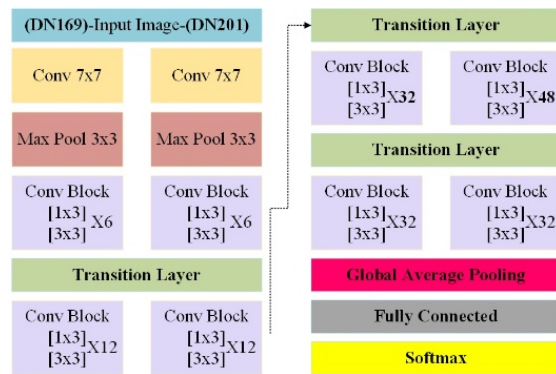 (DN169)-Input Image-(DN201)
Conv 7x7 Conv 7x7
Max Pool 3x3 Max Pool 3x3
Conv Block Conv Block
[1x3] [1x3]
[3x3] X6 [3x3] X6
Transition Layer
Conv Block Conv Block
[1x3] [1x3]
[3x3] X12 [3x3] X12
Transition Layer
Conv Block Conv Block
[1x3] [1x3]
[3x3] X32 [3x3] X48
Transition Layer
Conv Block Conv Block
[1x3] [1x3]
[3x3] X32 [3x3] X32
Global Average Pooling
Fully Connected
Softmax